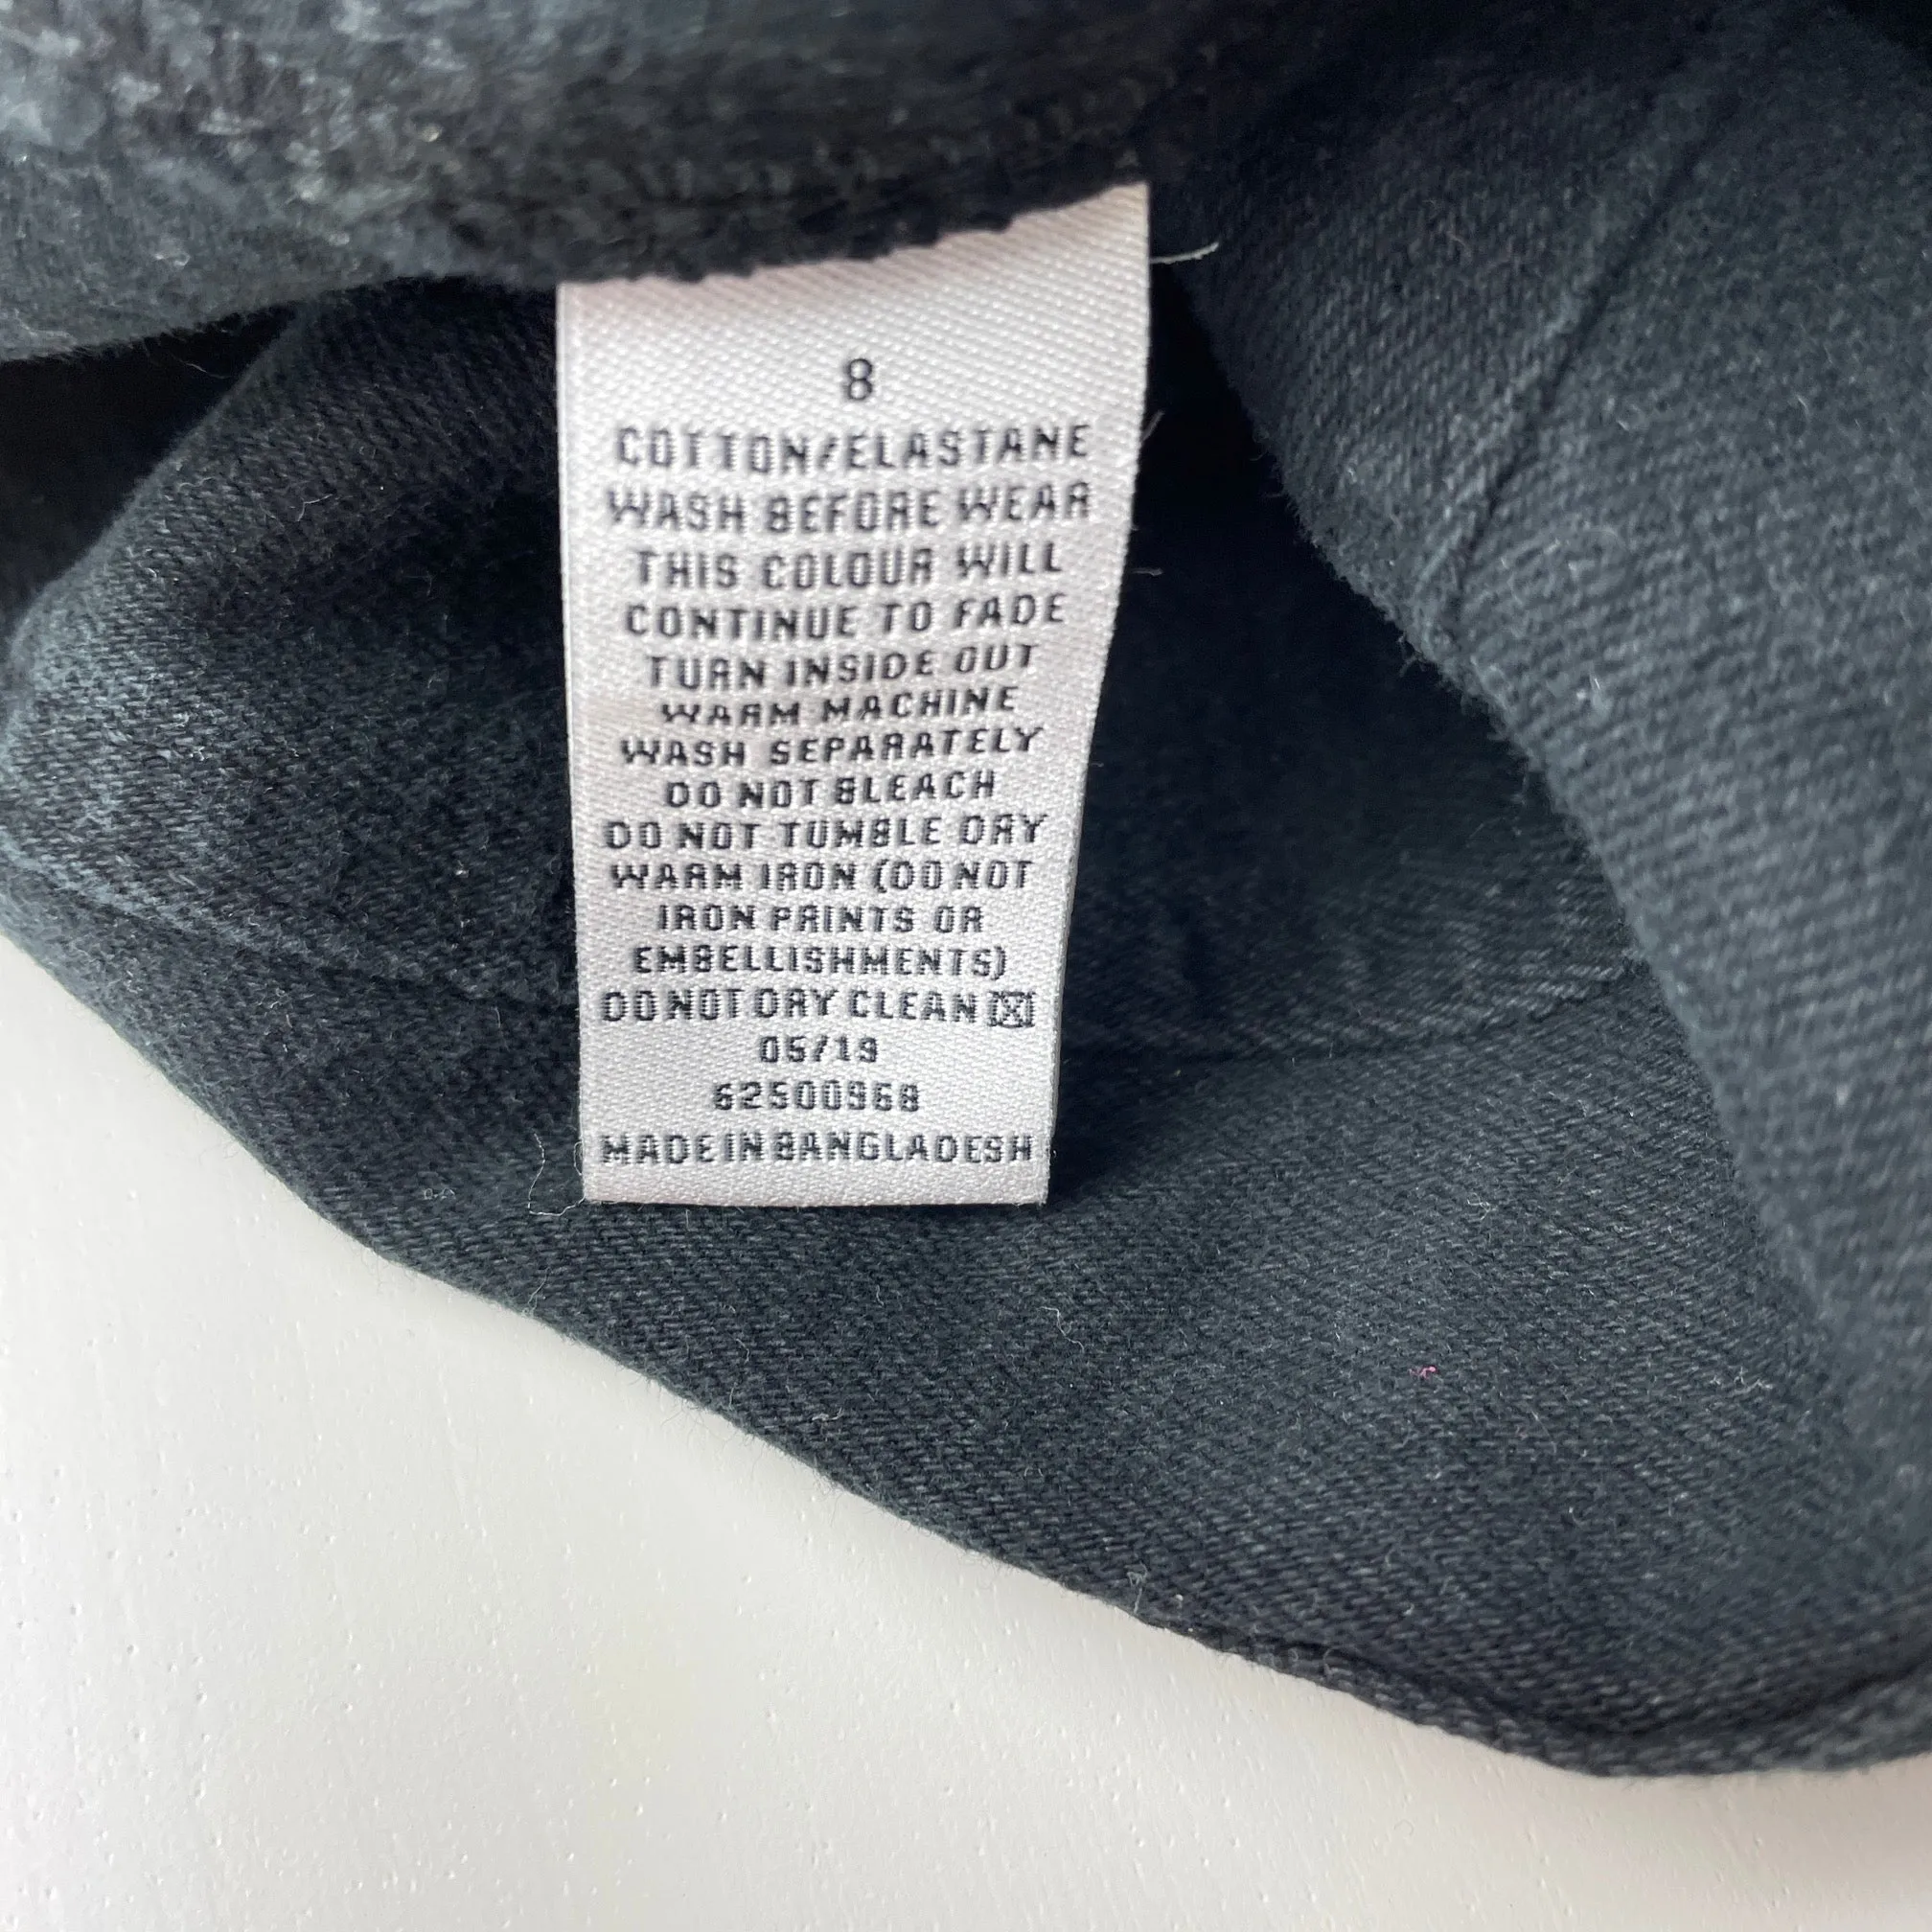 8
COTTON/ELASTANE
WASH BEFORE WEAR
THIS COLOUR WILL
CONTINUE TO FADE
TURN INSIDE OUT
WARM MACHINE
WASH SEPARATELY
DO NOT BLEACH
DO NOT TUMBLE DRY
WARM IRON (DO NOT
IRON PRINTS OR
EMBELLISHMENTS)
DO NOT DRY CLEAN
05/19
62500968
MADE IN BANGLADESH